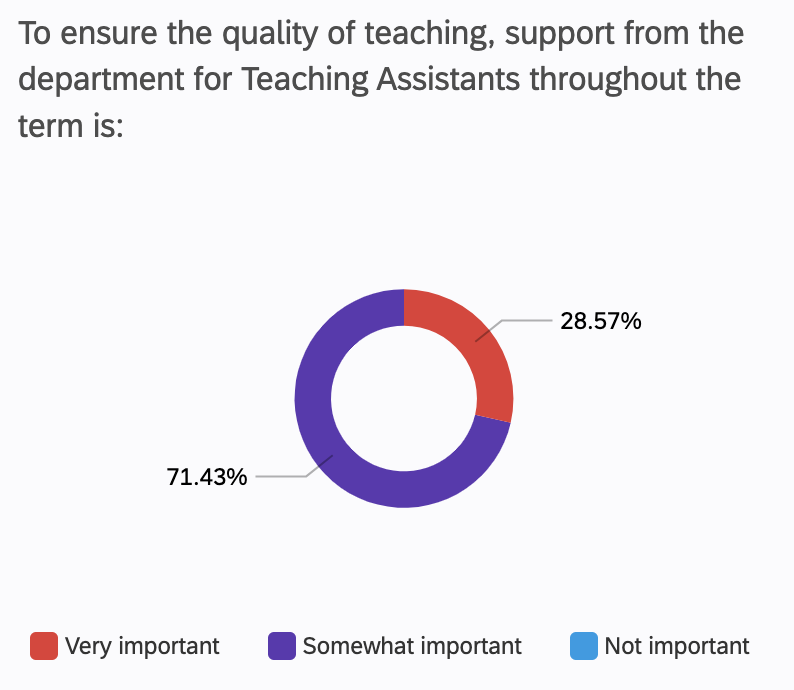 To ensure the quality of teaching, support from the
department for Teaching Assistants throughout the
term is:
28.57%
71.43%
Very important
Somewhat important
Not important